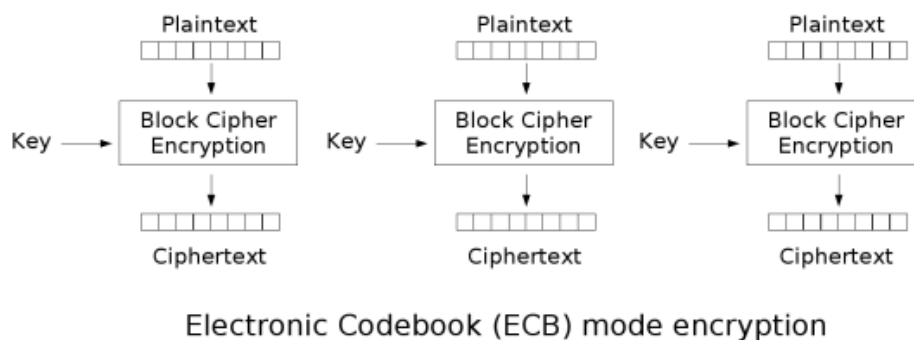 Plaintext Plaintext Plaintext
Key Block Cipher Encryption Key Block Cipher Encryption Key Block Cipher Encryption
Ciphertext Ciphertext Ciphertext
Electronic Codebook (ECB) mode encryption